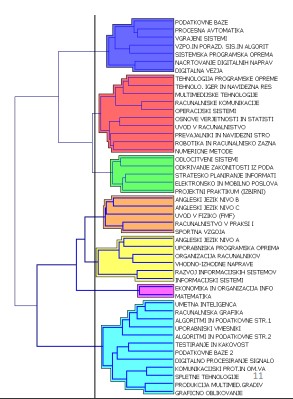 PODATKOVNE BAZE
PROCESNA AVTOMATIKA
VGRAJENI SISTEMI
VZPO.IN PORAZD. SIS.IN ALGORIT
SISTEMSKA PROGRAMSKA OPREMA
NACRTOVANJE DIGITALNIH NAPRAV
DIGITALNA VEZJA
TEHNOLOGIJA PROGRAMSKE OPREME
TEHNOLO. IGER IN NAVIDEZNA RES
MULTIMEDIJSKE TEHNOLOGIJE
RACUNALNISKE KOMUNIKACIJE
OPERACIJSKI SISTEMI
OSNOVE VERJETNOSTI IN STATISTI
UVOD V RACUNALNISTVO
PREVAJALNIKI IN NAVIDEZNI STRO
ROBOTIKA IN RACUNALNISKO ZAZNA
NUMERICNE METODE
ODLOCITVENI SISTEMI
ODKRIVANJE ZAKONITOSTI IZ PODA
STRATESKO PLANIRANJE INFORMATI
ELEKTRONSKO IN MOBILNO POSLOVA
PROJEKTNI PRAKTIKUM (IZBIRNI)
ANGLESKI JEZIK NIVO B
ANGLESKI JEZIK NIVO C
UVOD V FIZIKO (FMF)
RACUNALNISTVO V PRAKSI I
SPORTNA VZGOJA
ANGLESKI JEZIK NIVO A
UPORABNISKA PROGRAMSKA OPREMA
ORGANIZACIJA RACUNALNIKOV
VHODNO-IZHODNE NAPRAVE
RAZVOJ INFORMACIJSKIH SISTEMOV
INFORMACIJSKI SISTEMI
EKONOMIKA IN ORGANIZACIJA INFO
MATEMATIKA
UMETNA INTELIGENCA
RACUNALNISKA GRAFIKA
ALGORITMI IN PODATKOVNE STR.1
UPORABNISKI VMESNIKI
ALGORITMI IN PODATKOVNE STR.2
TESTIRANJE IN KAKOVOST
PODATKOVNE BAZE 2
DIGITALNO PROCESIRANJE SIGNALO
KOMUNIKACIJSKI PROT.IN OM.VA
SPLETNE TEHNOLOGIJE
11
PRODUKCIJA MULTIMED.GRADIV
GRAFICNO OBLIKOVANJE